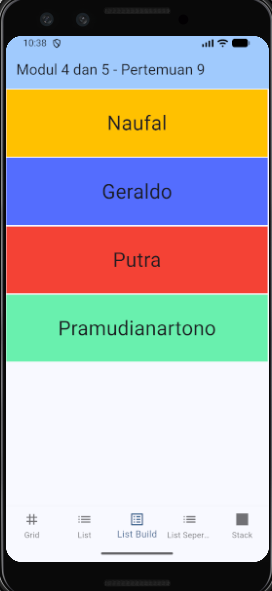 10:38
Modul 4 dan 5 - Pertemuan 9
Naufal
Geraldo
Putra
Pramudianartono
Grid
List
List Build
List Seper...
Stack